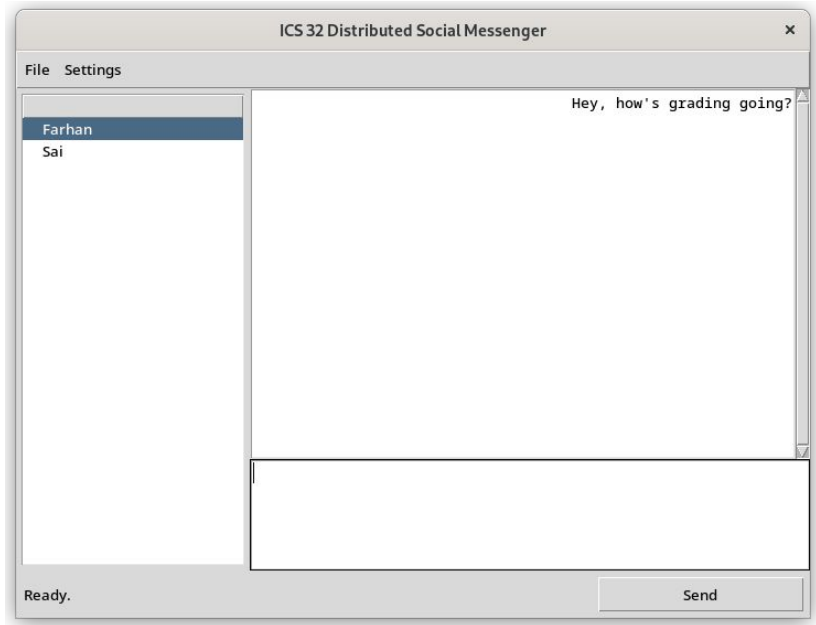 ICS 32 Distributed Social Messenger ×
File Settings
Hey, how's grading going?
Farhan
Sai
Ready.
Send